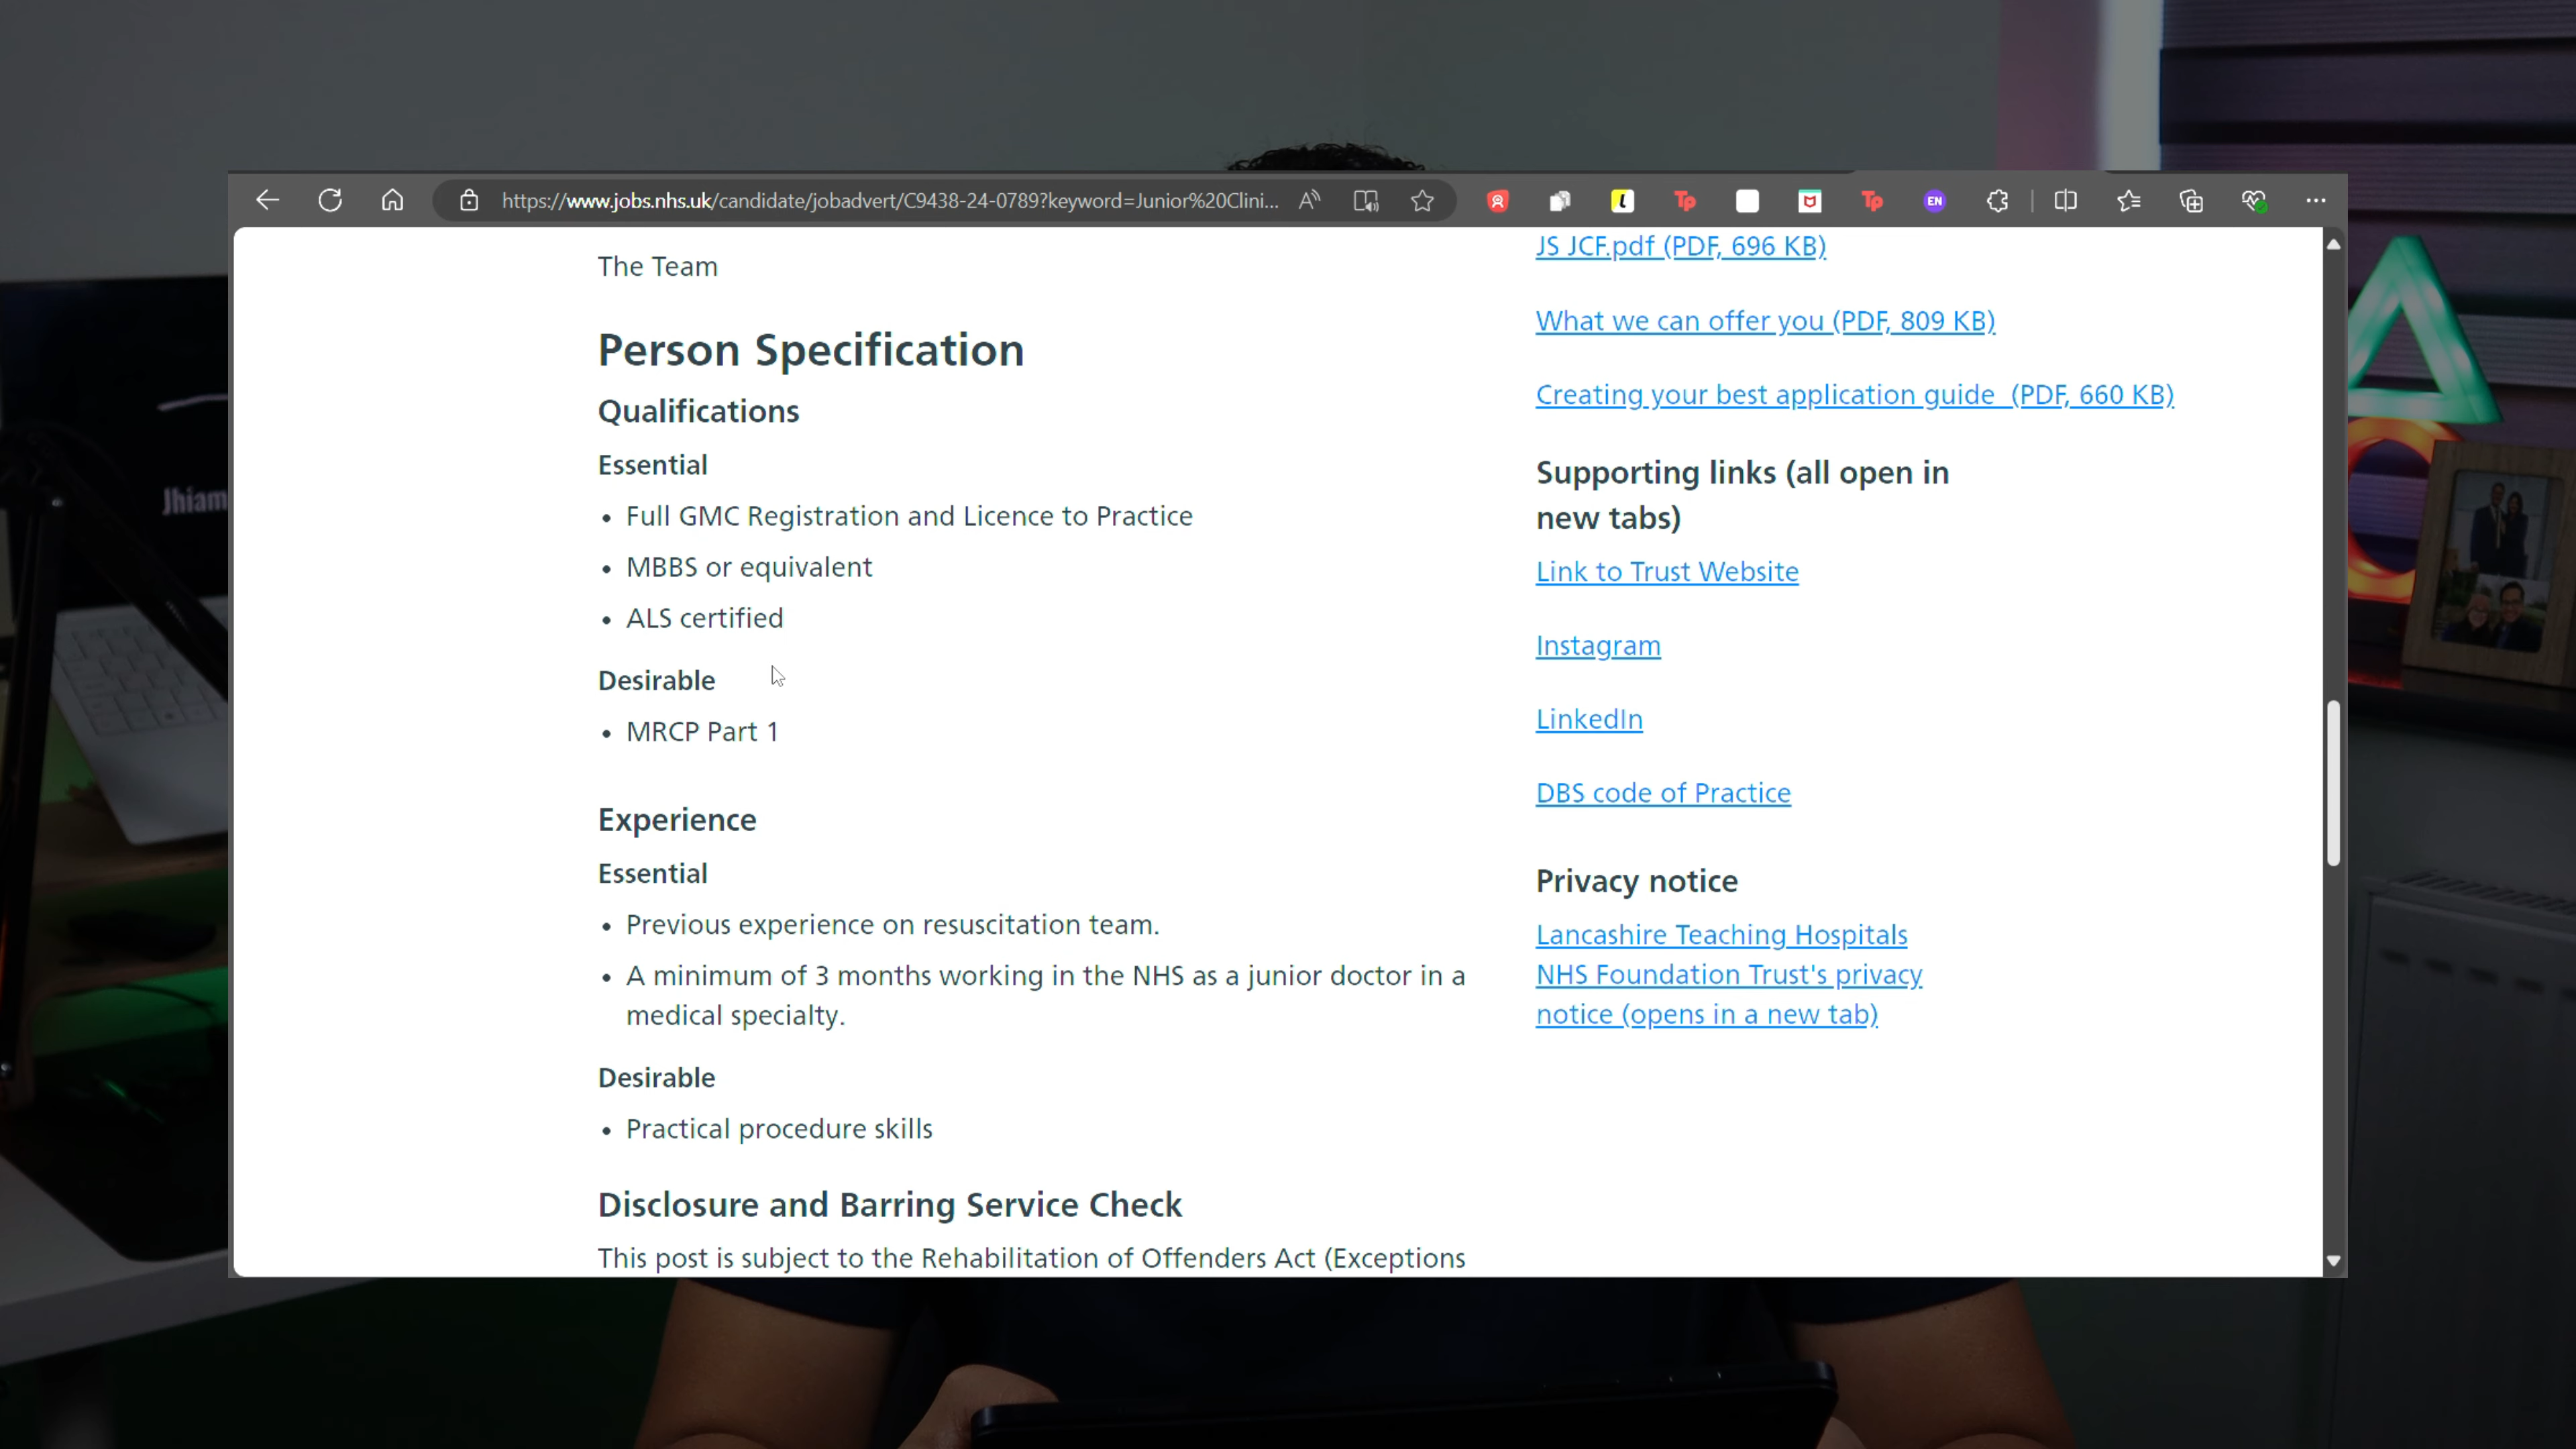 https://www.jobs.nhs.uk/candidate/jobadvert/C9438-24-0789?keyword=Junior%20Clini...
EN
The Team
Person Specification
Qualifications
Essential
• Full GMC Registration and Licence to Practice
• MBBS or equivalent
• ALS certified
Desirable
• MRCP Part 1
Experience
Essential
• Previous experience on resuscitation team.
• A minimum of 3 months working in the NHS as a junior doctor in a
medical specialty.
Desirable
• Practical procedure skills
Disclosure and Barring Service Check
This post is subject to the Rehabilitation of Offenders Act (Exceptions
JS JCF.pdf (PDF, 696 KB)
What we can offer you (PDF, 809 KB)
Creating your best application guide (PDF, 660 KB)
Supporting links (all open in
new tabs)
Link to Trust Website
Instagram
LinkedIn
DBS code of Practice
Privacy notice
Lancashire Teaching Hospitals
NHS Foundation Trust's privacy
notice (opens in a new tab)
Jhiam